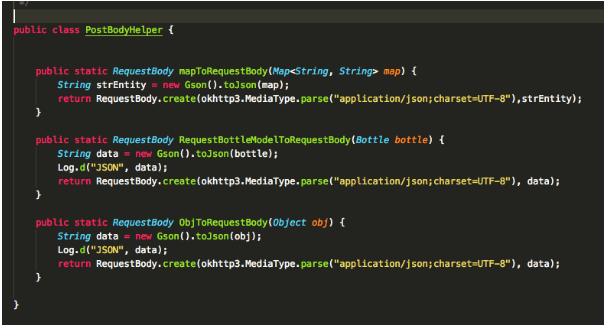 */
public class PostBodyHelper {
public static RequestBody mapToRequestBody(Map<String, String> map) {
String strEntity = new Gson().toJson(map);
return RequestBody.create(okhttp3.MediaType.parse("application/json;charset=UTF-8"),strEntity);
}
public static RequestBody RequestBottleModelToRequestBody(Bottle bottle) {
String data = new Gson().toJson(bottle);
Log.d("JSON", data);
return RequestBody.create(okhttp3.MediaType.parse("application/json;charset=UTF-8"), data);
}
public static RequestBody ObjToRequestBody(Object obj) {
String data = new Gson().toJson(obj);
Log.d("JSON", data);
return RequestBody.create(okhttp3.MediaType.parse("application/json;charset=UTF-8"), data);
}
}